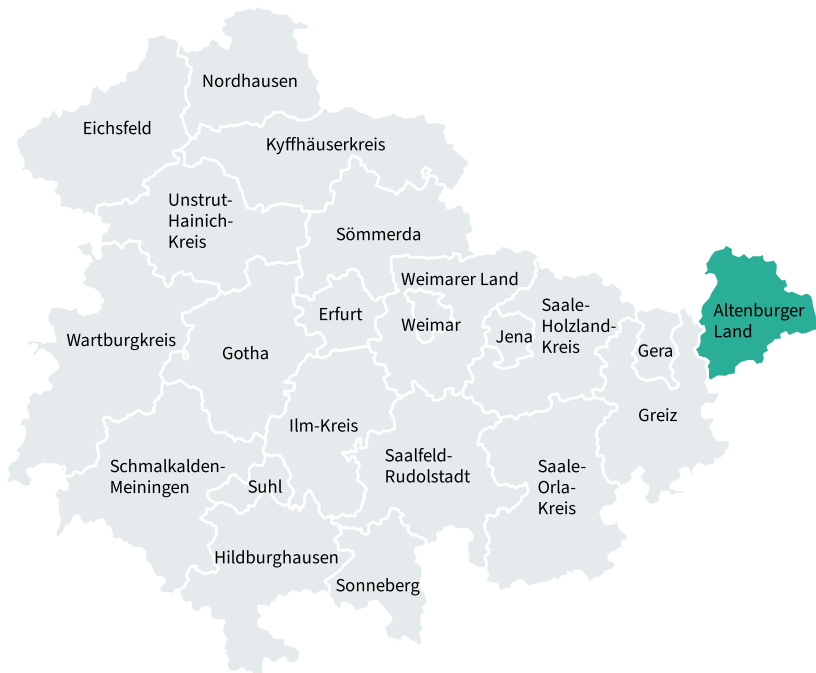 Nordhausen
Eichsfeld
Kyffhäuserkreis
Unstrut-
Hainich-
Kreis
Sömmerda
Weimarer Land
Altenburger
Land
Saale-
Holzland-
Kreis
Erfurt
Weimar
Jena
Wartburgkreis
Gotha
Gera
Greiz
Ilm-Kreis
Schmalkalden-
Meiningen
Suhl
Saalfeld-
Rudolstadt
Saale-
Orla-
Kreis
Hildburghausen
Sonneberg